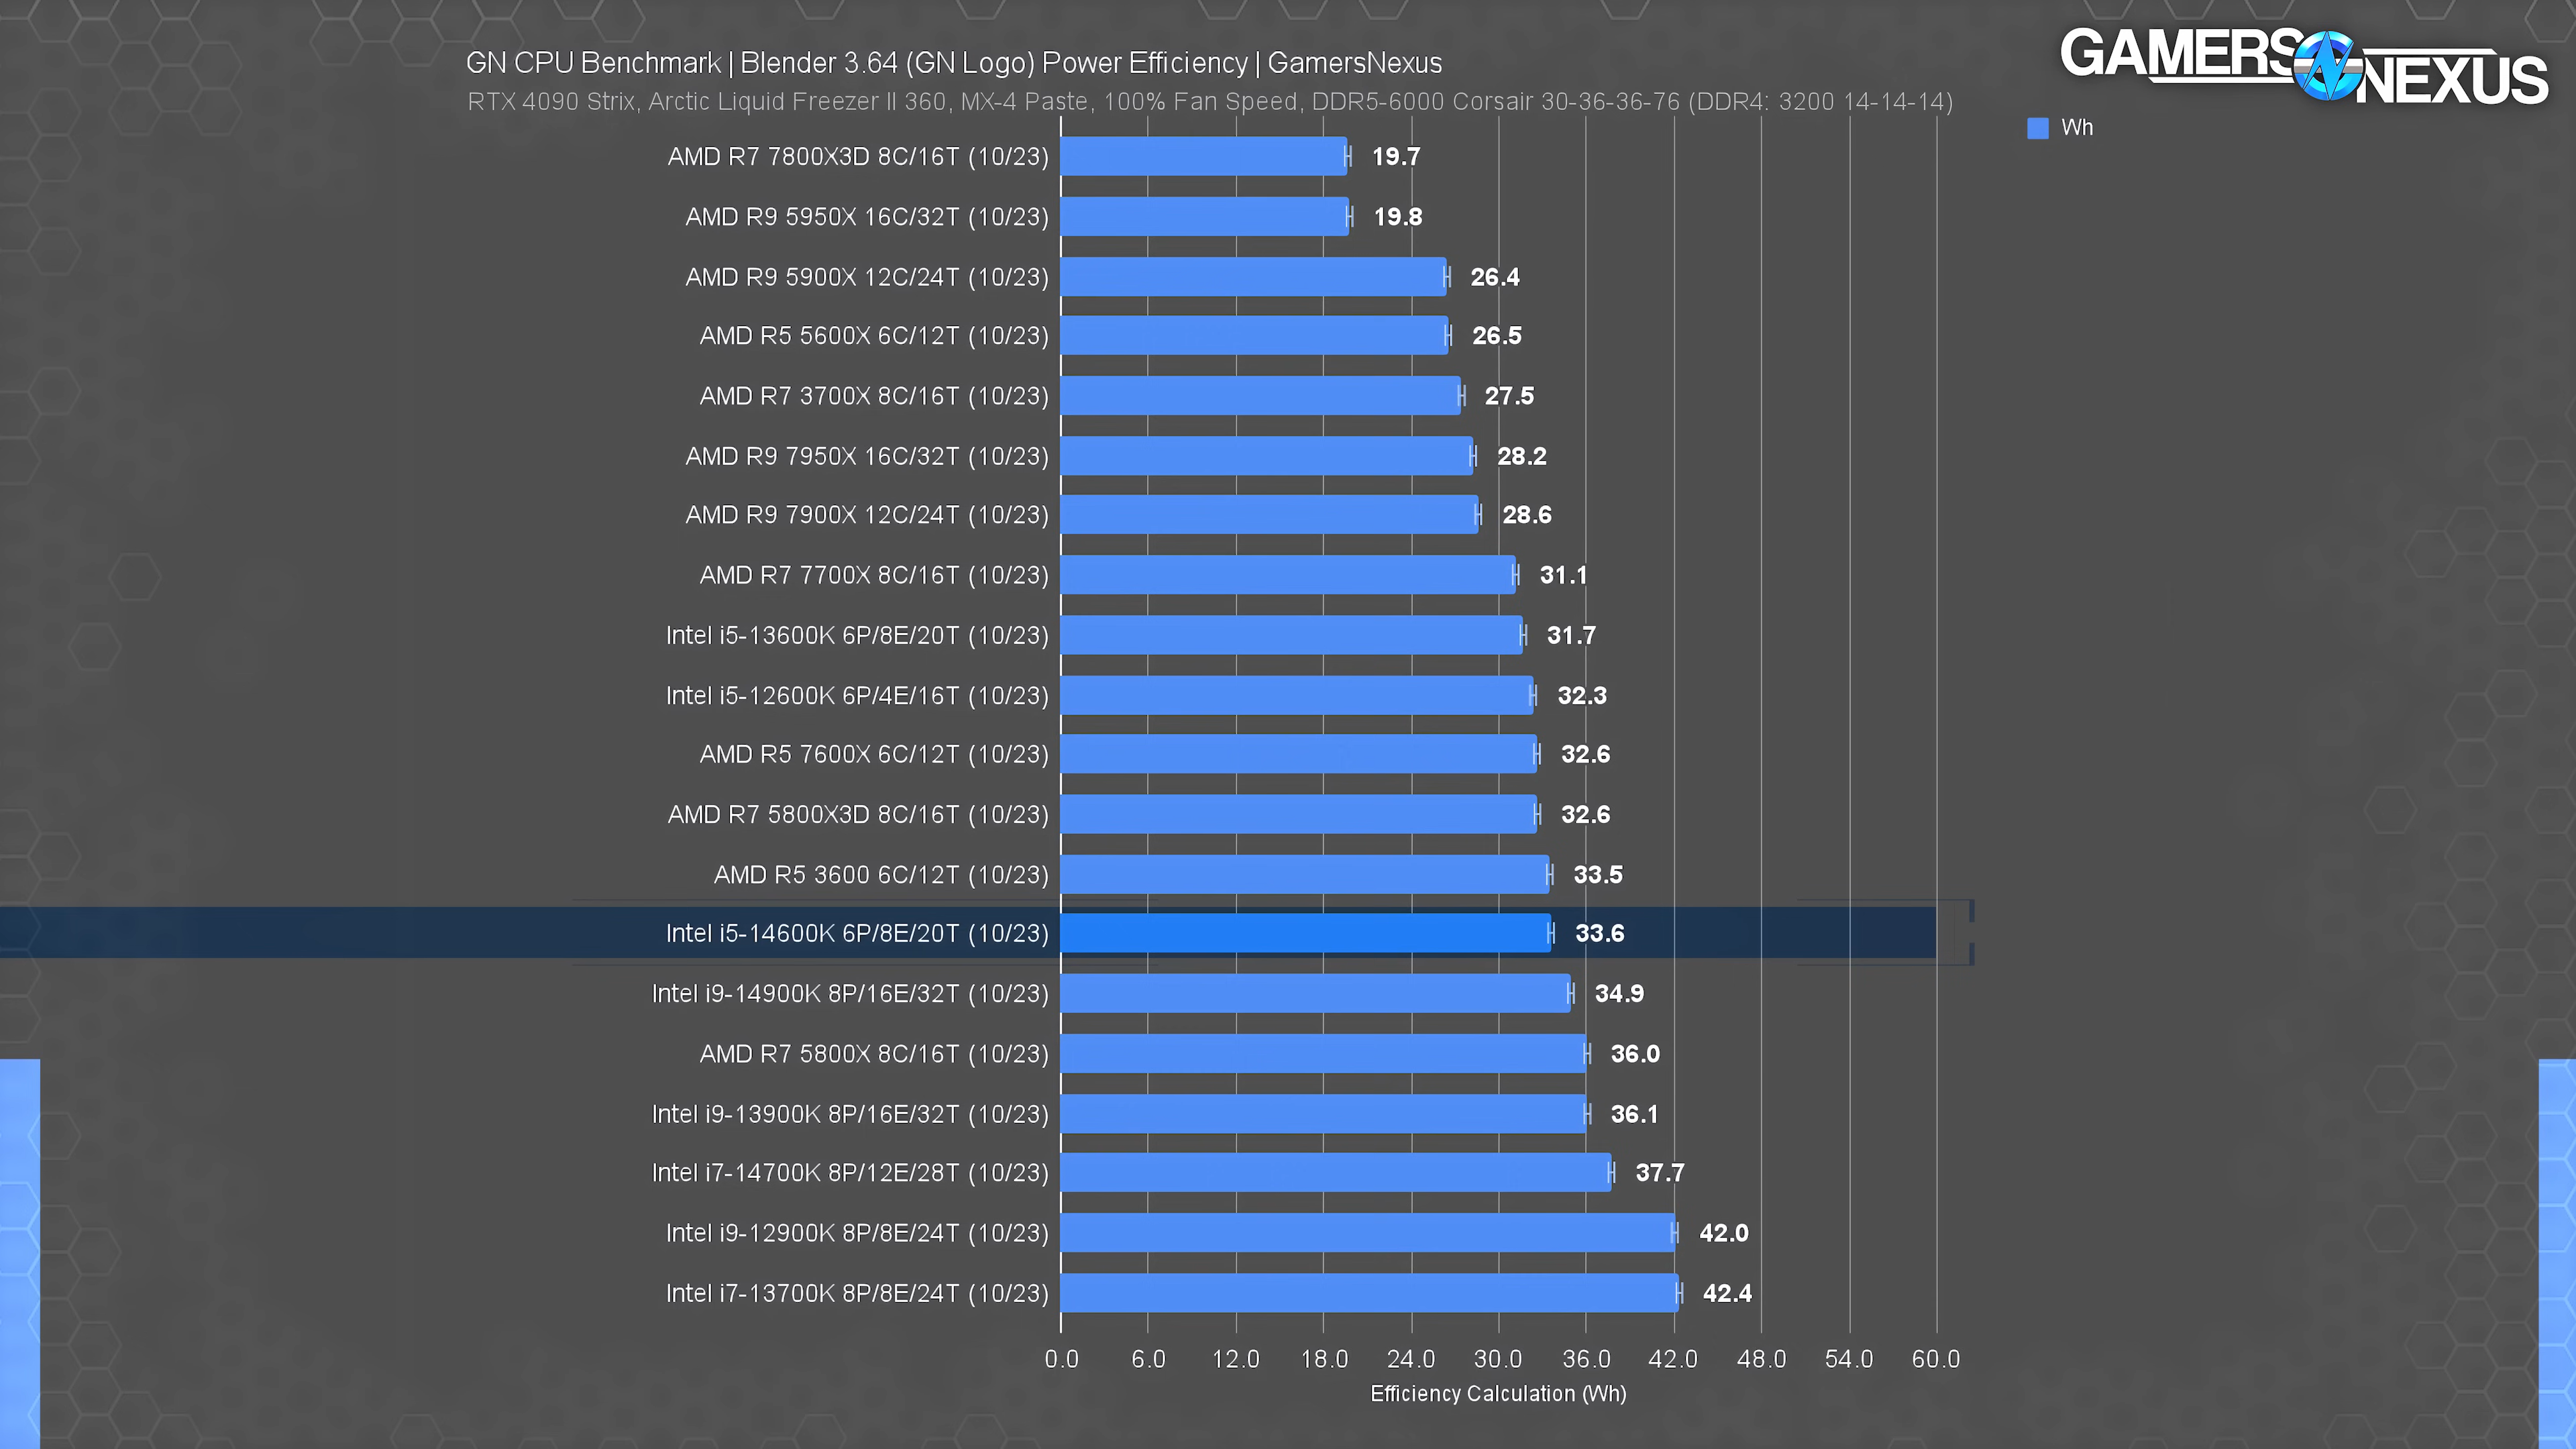 GN CPU Benchmark | Blender 3.64 (GN Logo) Power Efficiency | GamersNexus
RTX 4090 Strix, Arctic Liquid Freezer II 360, MX-4 Paste, 100% Fan Speed, DDR5-6000 Corsair 30-36-36-76 (DDR4: 3200 14-14-14)
GAMERS NEXUS
Wh
AMD R7 7800X3D 8C/16T (10/23) 19.7
AMD R9 5950X 16C/32T (10/23) 19.8
AMD R9 5900X 12C/24T (10/23) 26.4
AMD R5 5600X 6C/12T (10/23) 26.5
AMD R7 3700X 8C/16T (10/23) 27.5
AMD R9 7950X 16C/32T (10/23) 28.2
AMD R9 7900X 12C/24T (10/23) 28.6
AMD R7 7700X 8C/16T (10/23) 31.1
Intel i5-13600K 6P/8E/20T (10/23) 31.7
Intel i5-12600K 6P/4E/16T (10/23) 32.3
AMD R5 7600X 6C/12T (10/23) 32.6
AMD R7 5800X3D 8C/16T (10/23) 32.6
AMD R5 3600 6C/12T (10/23) 33.5
Intel i5-14600K 6P/8E/20T (10/23) 33.6
Intel i9-14900K 8P/16E/32T (10/23) 34.9
AMD R7 5800X 8C/16T (10/23) 36.0
Intel i9-13900K 8P/16E/32T (10/23) 36.1
Intel i7-14700K 8P/12E/28T (10/23) 37.7
Intel i9-12900K 8P/8E/24T (10/23) 42.0
Intel i7-13700K 8P/8E/24T (10/23) 42.4
0.0 6.0 12.0 18.0 24.0 30.0 36.0 42.0 48.0 54.0 60.0
Efficiency Calculation (Wh)